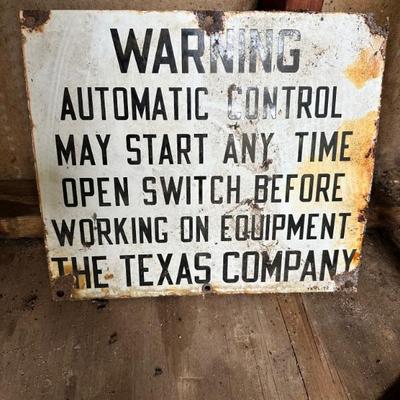 WARNING
AUTOMATIC CONTROL
MAY START ANY TIME
OPEN SWITCH BEFORE
WORKING ON EQUIPMENT
THE TEXAS COMPANY